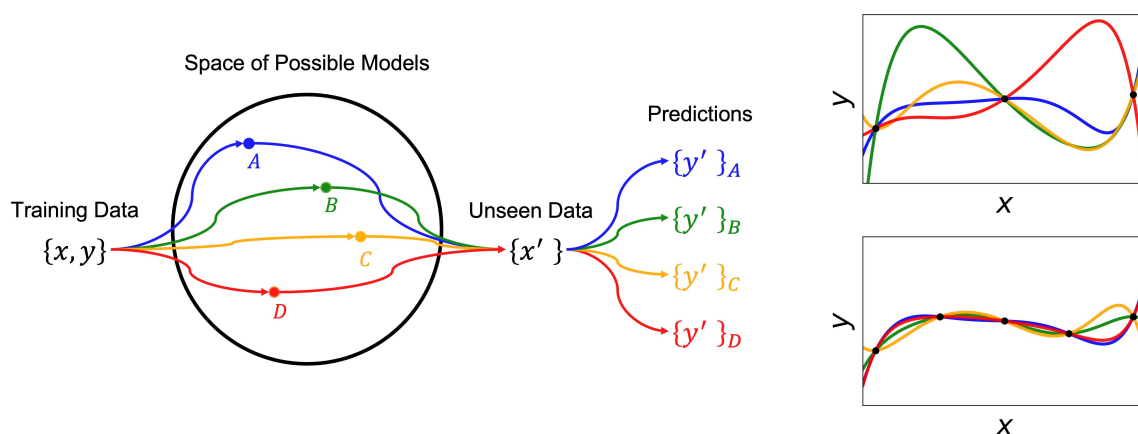 Space of Possible Models
A
B
C
D
Training Data
{x, y}
Unseen Data
{x′ }
Predictions
{y′ }A
{y′ }B
{y′ }C
{y′ }D
y
x
y
x